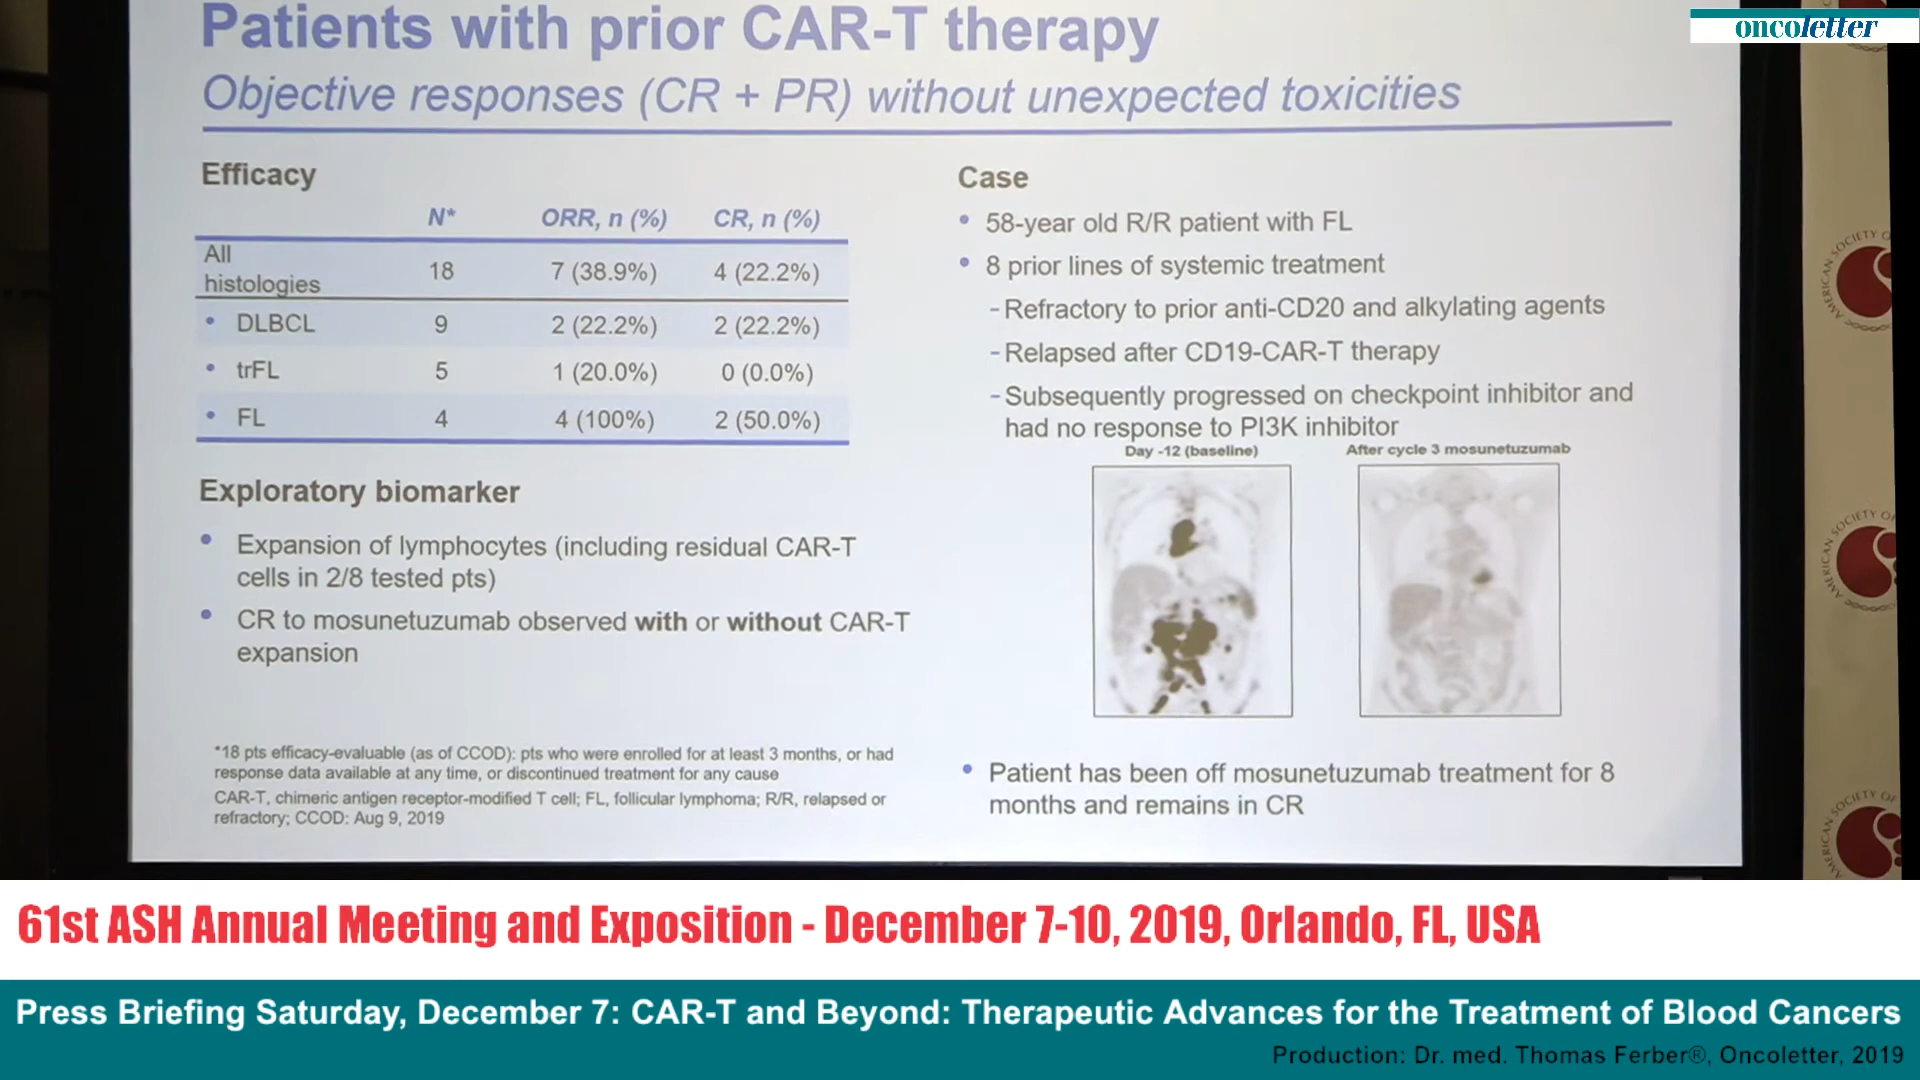 oncoletter
Patients with prior CAR-T therapy
Objective responses (CR + PR) without unexpected toxicities
Efficacy
N* ORR, n (%) CR, n (%)
All
histologies 18 7 (38.9%) 4 (22.2%)
• DLBCL 9 2 (22.2%) 2 (22.2%)
• trFL 5 1 (20.0%) 0 (0.0%)
• FL 4 4 (100%) 2 (50.0%)
Exploratory biomarker
• Expansion of lymphocytes (including residual CAR-T
cells in 2/8 tested pts)
• CR to mosunetuzumab observed with or without CAR-T
expansion
*18 pts efficacy-evaluable (as of CCOD): pts who were enrolled for at least 3 months, or had
response data available at any time, or discontinued treatment for any cause
CAR-T, chimeric antigen receptor-modified T cell; FL, follicular lymphoma; R/R, relapsed or
refractory; CCOD: Aug 9, 2019
Case
• 58-year old R/R patient with FL
• 8 prior lines of systemic treatment
- Refractory to prior anti-CD20 and alkylating agents
- Relapsed after CD19-CAR-T therapy
- Subsequently progressed on checkpoint inhibitor and
had no response to PI3K inhibitor
Day -12 (baseline) After cycle 3 mosunetuzumab
• Patient has been off mosunetuzumab treatment for 8
months and remains in CR
AMERICAN SOCIETY O
AMERICAN SOCIETY OF
AMERICAN SOCIETY OF
61st ASH Annual Meeting and Exposition - December 7-10, 2019, Orlando, FL, USA
Press Briefing Saturday, December 7: CAR-T and Beyond: Therapeutic Advances for the Treatment of Blood Cancers
Production: Dr. med. Thomas Ferber®, Oncoletter, 2019